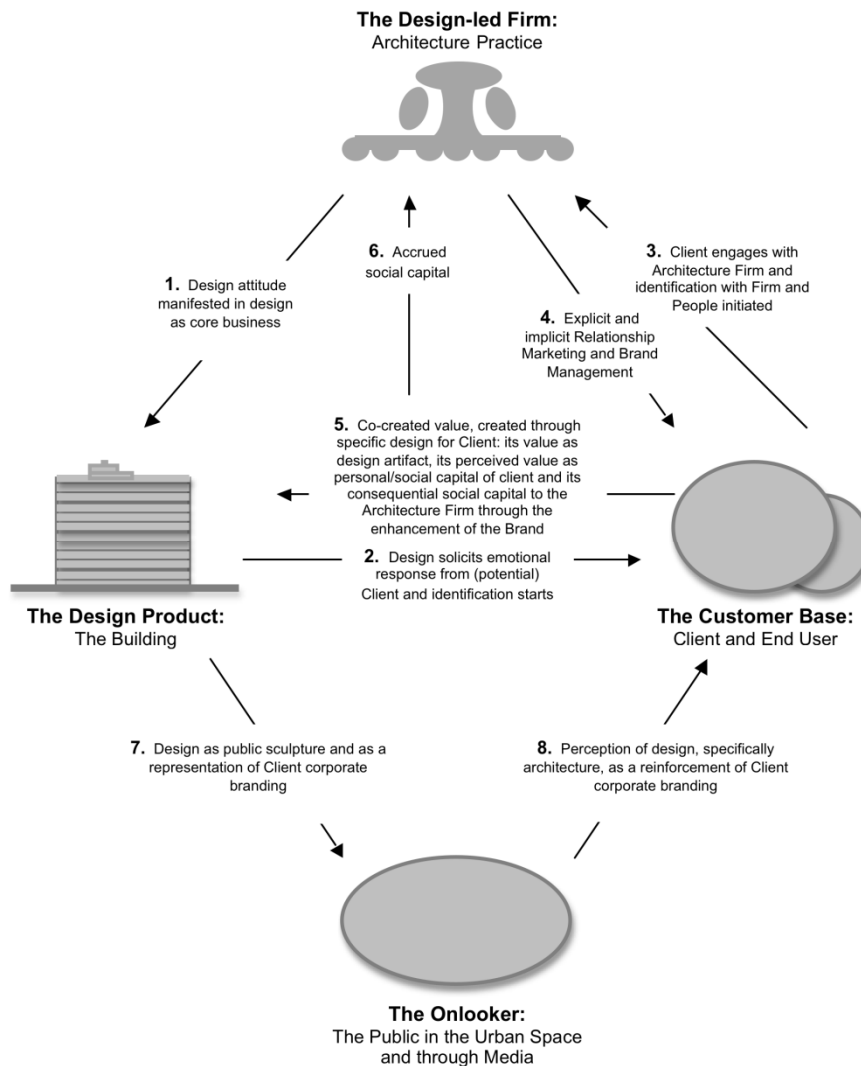 The Design-led Firm:
Architecture Practice
6. Accrued
social capital
3. Client engages with
Architecture Firm and
identification with Firm and
People initiated
1. Design attitude
manifested in design
as core business
4. Explicit and
implicit Relationship
Marketing and Brand
Management
5. Co-created value, created through
specific design for Client: its value as
design artifact, its perceived value as
personal/social capital of client and its
consequential social capital to the
Architecture Firm through the
enhancement of the Brand
2. Design solicits emotional
response from (potential)
Client and identification starts
The Design Product:
The Building
The Customer Base:
Client and End User
7. Design as public sculpture and as a
representation of Client corporate
branding
8. Perception of design, specifically
architecture, as a reinforcement of Client
corporate branding
The Onlooker:
The Public in the Urban Space
and through Media